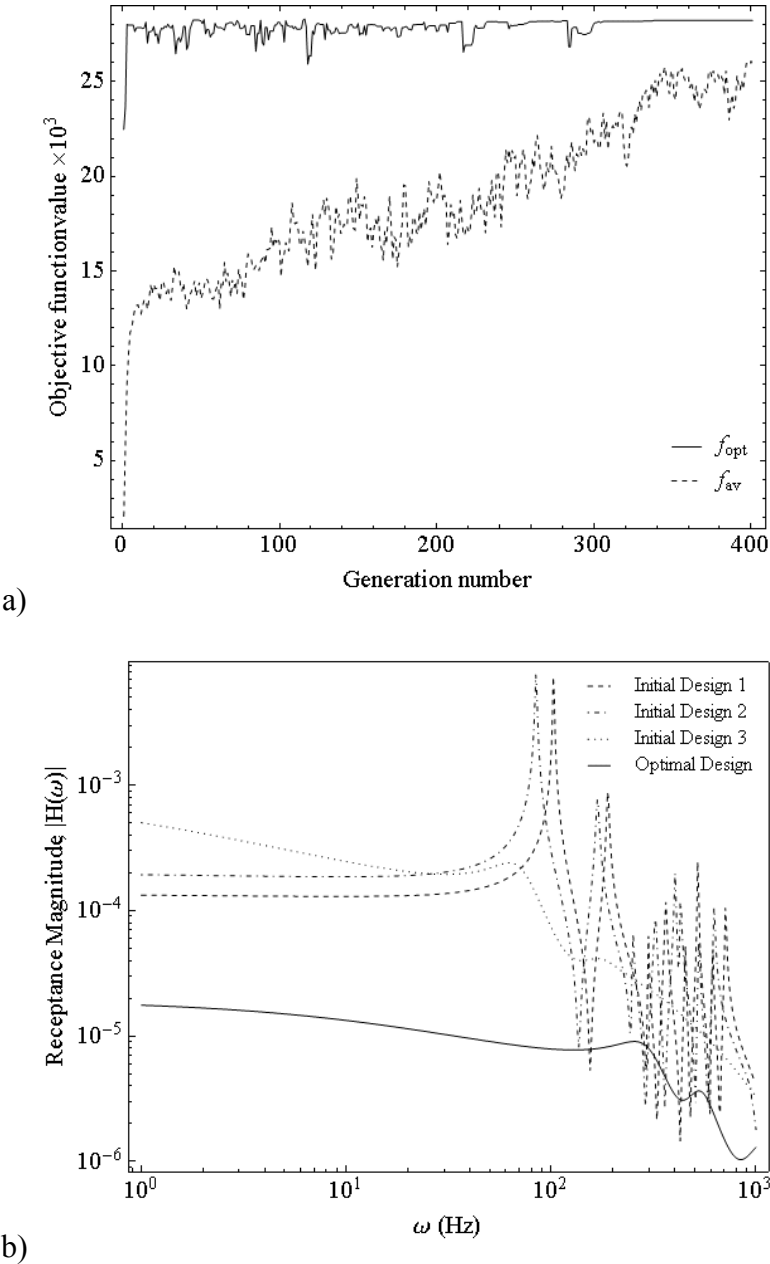 25
20
15
10
5
Objective functionvalue ×10³
f_opt
f_av
0 100 200 300 400
Generation number
a)
Initial Design 1
Initial Design 2
Initial Design 3
Optimal Design
10⁻³
10⁻⁴
10⁻⁵
10⁻⁶
Receptance Magnitude, |H(ω)|
10⁰ 10¹ 10² 10³
ω (Hz)
b)